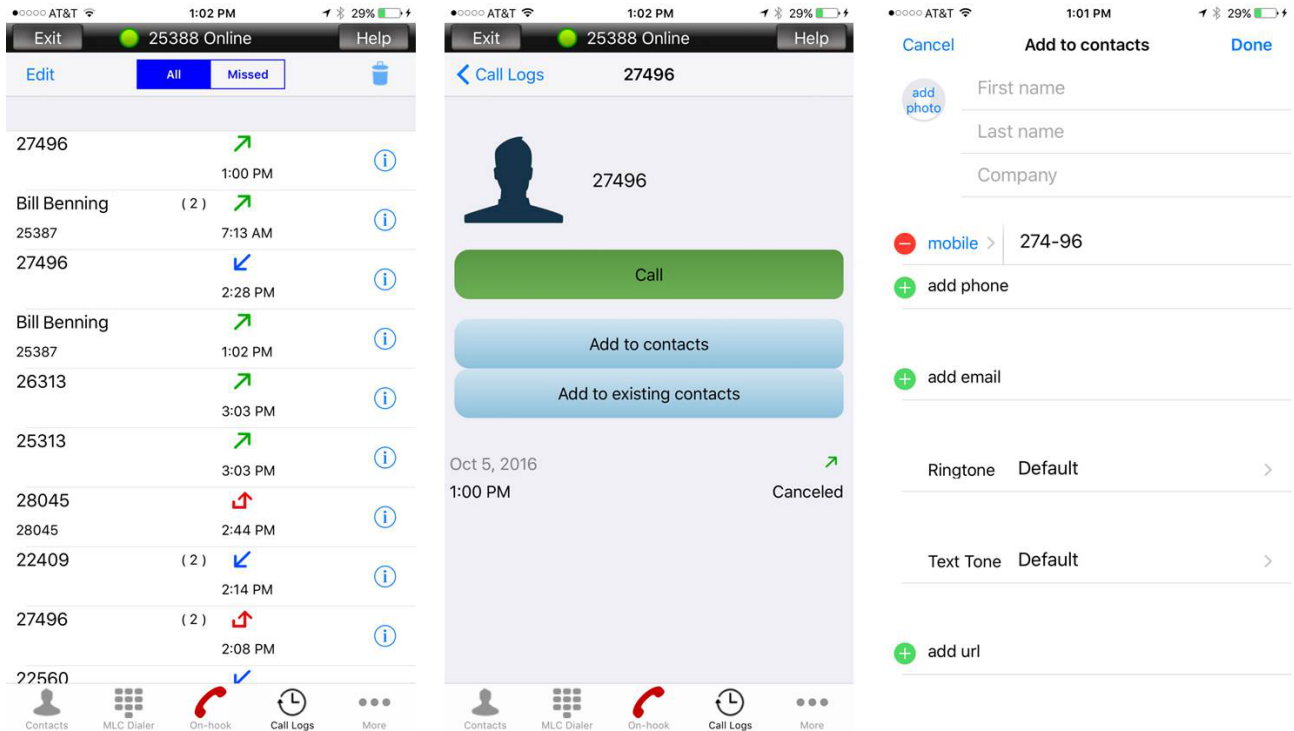 AT&T 1:02 PM 29%
Exit 25388 Online Help
Edit All Missed
27496
1:00 PM
Bill Benning (2)
25387 7:13 AM
27496
2:28 PM
Bill Benning
25387 1:02 PM
26313
3:03 PM
25313
3:03 PM
28045
28045 2:44 PM
22409 (2)
2:14 PM
27496 (2)
2:08 PM
22560
Contacts MLC Dialer On-hook Call Logs More
AT&T 1:02 PM 29%
Exit 25388 Online Help
Call Logs 27496
27496
Call
Add to contacts
Add to existing contacts
Oct 5, 2016
1:00 PM Canceled
Contacts MLC Dialer On-hook Call Logs More
AT&T 1:01 PM 29%
Cancel Add to contacts Done
add
photo
First name
Last name
Company
mobile 274-96
add phone
add email
Ringtone Default
Text Tone Default
add url